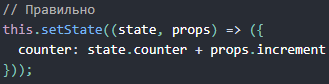 // Правильно
this.setState((state, props) => ({
  counter: state.counter + props.increment
}));